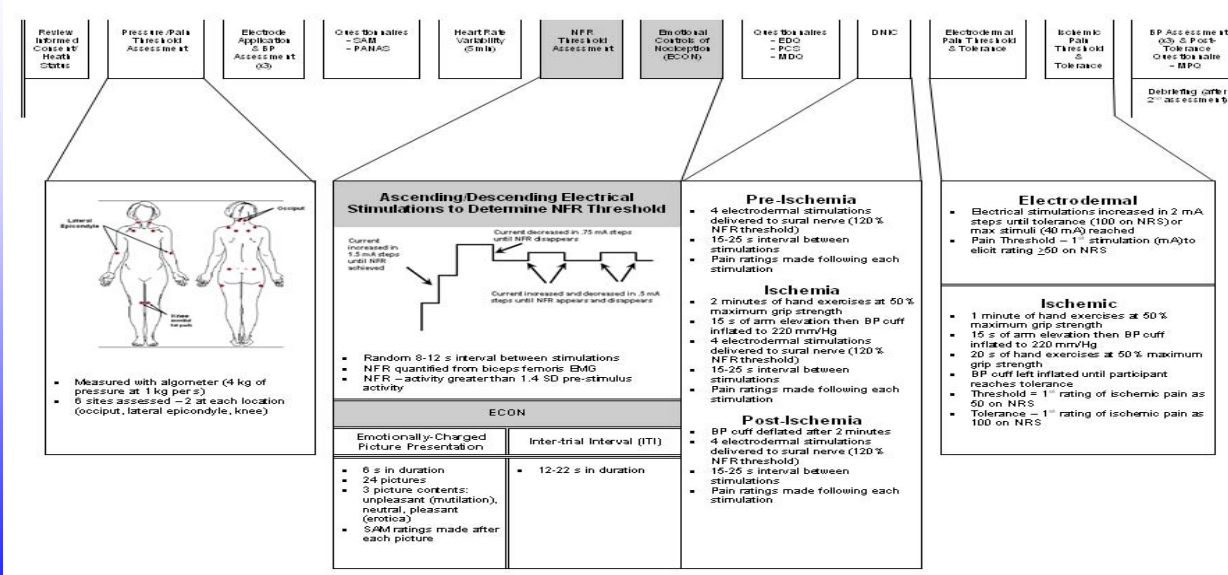 Review
Informed
Consent/
Heath
Status
Pressure/Pain
Threshold
Assessment
Electrode
Application
& BP
Assessment
(x3)
Questionnaires
– SAM
– PANAS
Heart Rate
Variability
(5 min)
NFR
Threshold
Assessment
Emotional
Controls of
Nociception
(ECON)
Questionnaires
– EDQ
– PCS
– MDQ
DNIC
Electrodermal
Pain Threshold
& Tolerance
Ischemic
Pain
Threshold
&
Tolerance
BP Assessment
(x3) & Post-
Tolerance
Questionnaire
– MPQ
Debriefing (after
2nd assessment)
Occiput
Lateral
Epicondyle
Knee
medial
fat pads
▪ Measured with algometer (4 kg of
pressure at 1 kg per s)
▪ 6 sites assessed – 2 at each location
(occiput, lateral epicondyle, knee)
Ascending/Descending Electrical
Stimulations to Determine NFR Threshold
Current
increased in
1.5 mA steps
until NFR
achieved
Current decreased in .75 mA steps
until NFR disappears
Current increased and decreased in .5 mA
steps until NFR appears and disappears
▪ Random 8-12 s interval between stimulations
▪ NFR quantified from biceps femoris EMG
▪ NFR – activity greater than 1.4 SD pre-stimulus
activity
ECON
Emotionally-Charged
Picture Presentation
▪ 6 s in duration
▪ 24 pictures
▪ 3 picture contents:
unpleasant (mutilation),
neutral, pleasant
(erotica)
▪ SAM ratings made after
each picture
Inter-trial Interval (ITI)
▪ 12-22 s in duration
Pre-Ischemia
▪ 4 electrodermal stimulations
delivered to sural nerve (120%
NFR threshold)
▪ 15-25 s interval between
stimulations
▪ Pain ratings made following each
stimulation
Ischemia
▪ 2 minutes of hand exercises at 50%
maximum grip strength
▪ 15 s of arm elevation then BP cuff
inflated to 220 mm/Hg
▪ 4 electrodermal stimulations
delivered to sural nerve (120%
NFR threshold)
▪ 15-25 s interval between
stimulations
▪ Pain ratings made following each
stimulation
Post-Ischemia
▪ BP cuff deflated after 2 minutes
▪ 4 electrodermal stimulations
delivered to sural nerve (120%
NFR threshold)
▪ 15-25 s interval between
stimulations
▪ Pain ratings made following each
stimulation
Electrodermal
▪ Electrical stimulations increased in 2 mA
steps until tolerance (100 on NRS) or
max stimuli (40 mA) reached
▪ Pain Threshold – 1st stimulation (mA) to
elicit rating ≥50 on NRS
Ischemic
▪ 1 minute of hand exercises at 50%
maximum grip strength
▪ 15 s of arm elevation then BP cuff
inflated to 220 mm/Hg
▪ 20 s of hand exercises at 50% maximum
grip strength
▪ BP cuff left inflated until participant
reaches tolerance
▪ Threshold = 1st rating of ischemic pain as
50 on NRS
▪ Tolerance – 1st rating of ischemic pain as
100 on NRS